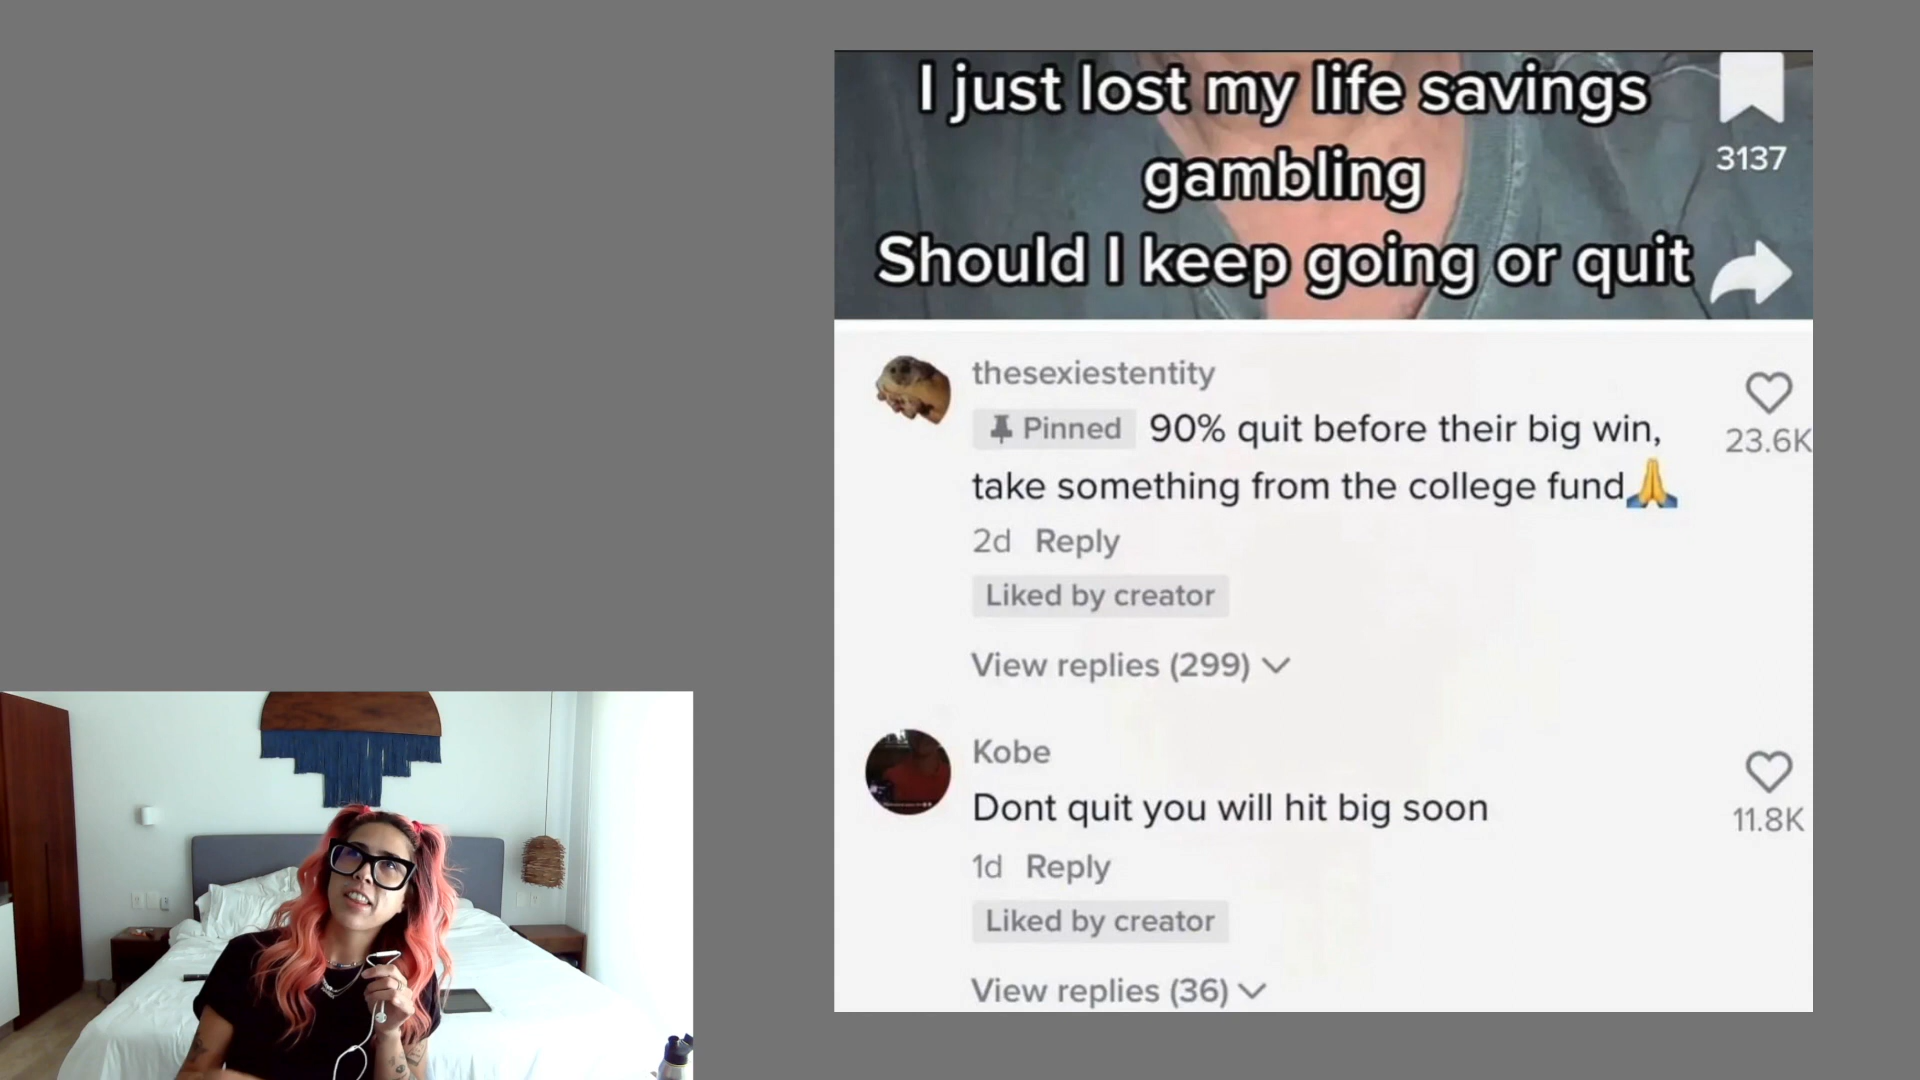 I just lost my life savings
gambling
Should I keep going or quit
3137
thesexiestentity
Pinned 90% quit before their big win,
take something from the college fund🙏
23.6K
2d Reply
Liked by creator
View replies (299)
Kobe
Dont quit you will hit big soon
11.8K
1d Reply
Liked by creator
View replies (36)